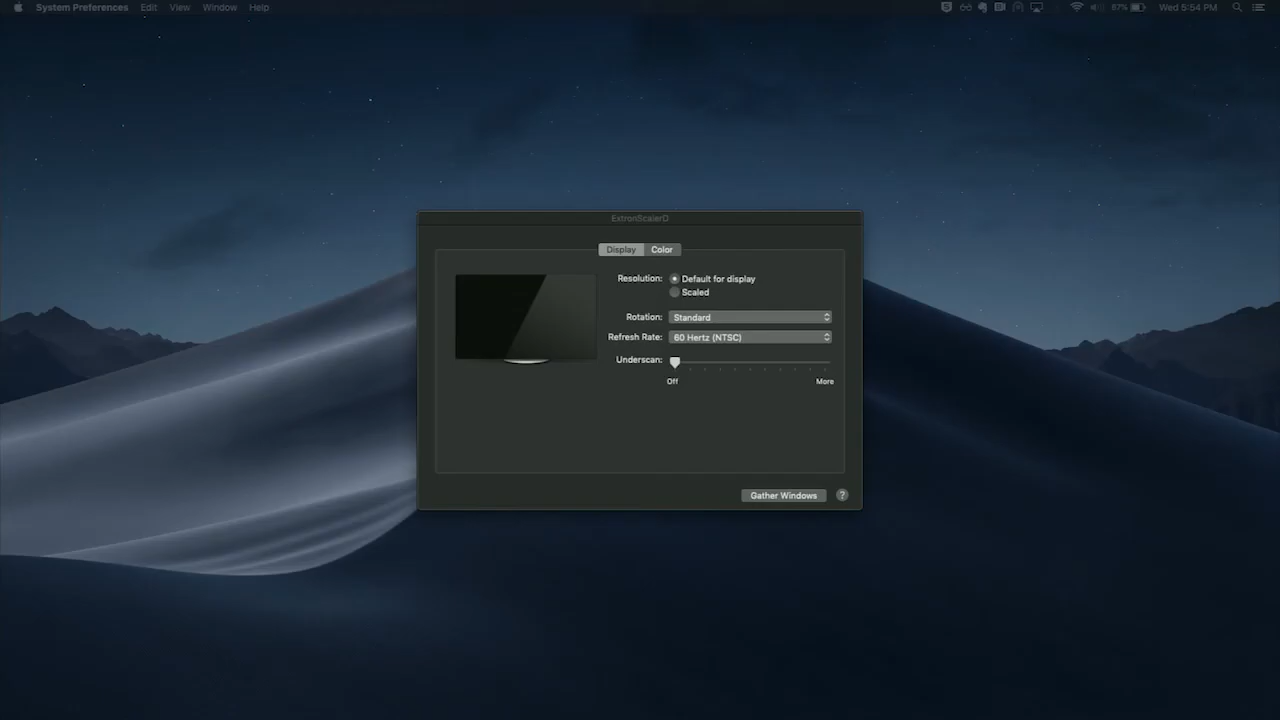 System Preferences Edit View Window Help 67% Wed 5:54 PM
ExtronScalerD
Display Color
Resolution: Default for display
Scaled
Rotation: Standard
Refresh Rate: 60 Hertz (NTSC)
Underscan:
Off More
Gather Windows ?